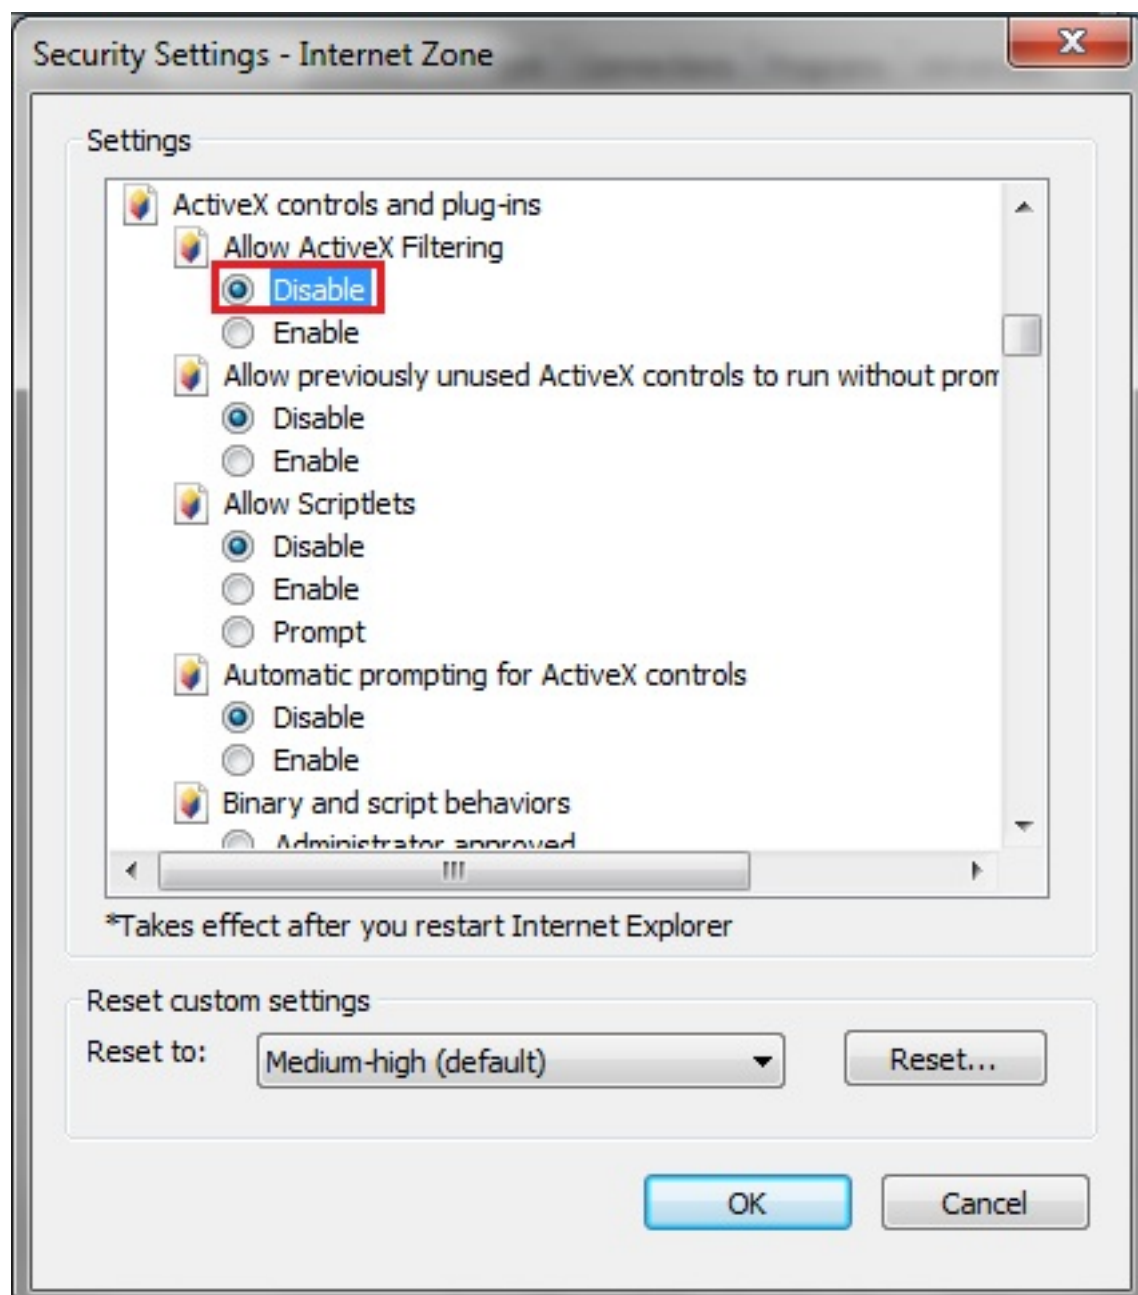 Security Settings - Internet Zone
Settings
ActiveX controls and plug-ins
Allow ActiveX Filtering
Disable
Enable
Allow previously unused ActiveX controls to run without prom
Disable
Enable
Allow Scriptlets
Disable
Enable
Prompt
Automatic prompting for ActiveX controls
Disable
Enable
Binary and script behaviors
Administrator approved
*Takes effect after you restart Internet Explorer
Reset custom settings
Reset to:
Medium-high (default)
Reset...
OK
Cancel